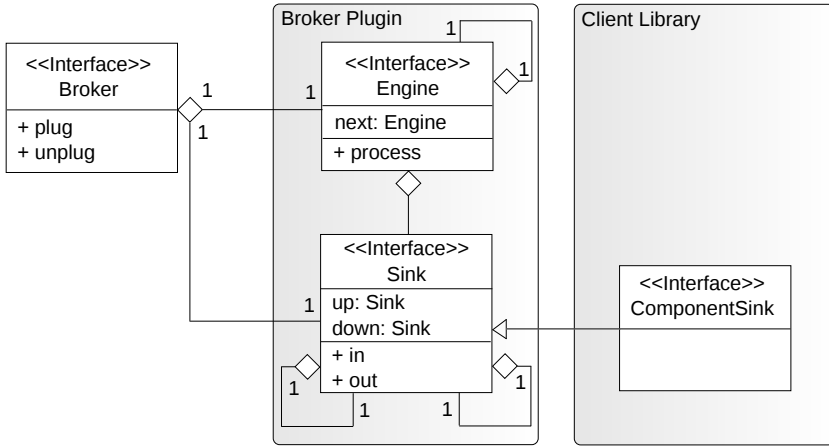 Broker Plugin
Client Library
<<Interface>>
Broker
+ plug
+ unplug
1
1
1
<<Interface>>
Engine
next: Engine
+ process
1
1
<<Interface>>
Sink
up: Sink
down: Sink
+ in
+ out
1
1
1
1
1
<<Interface>>
ComponentSink